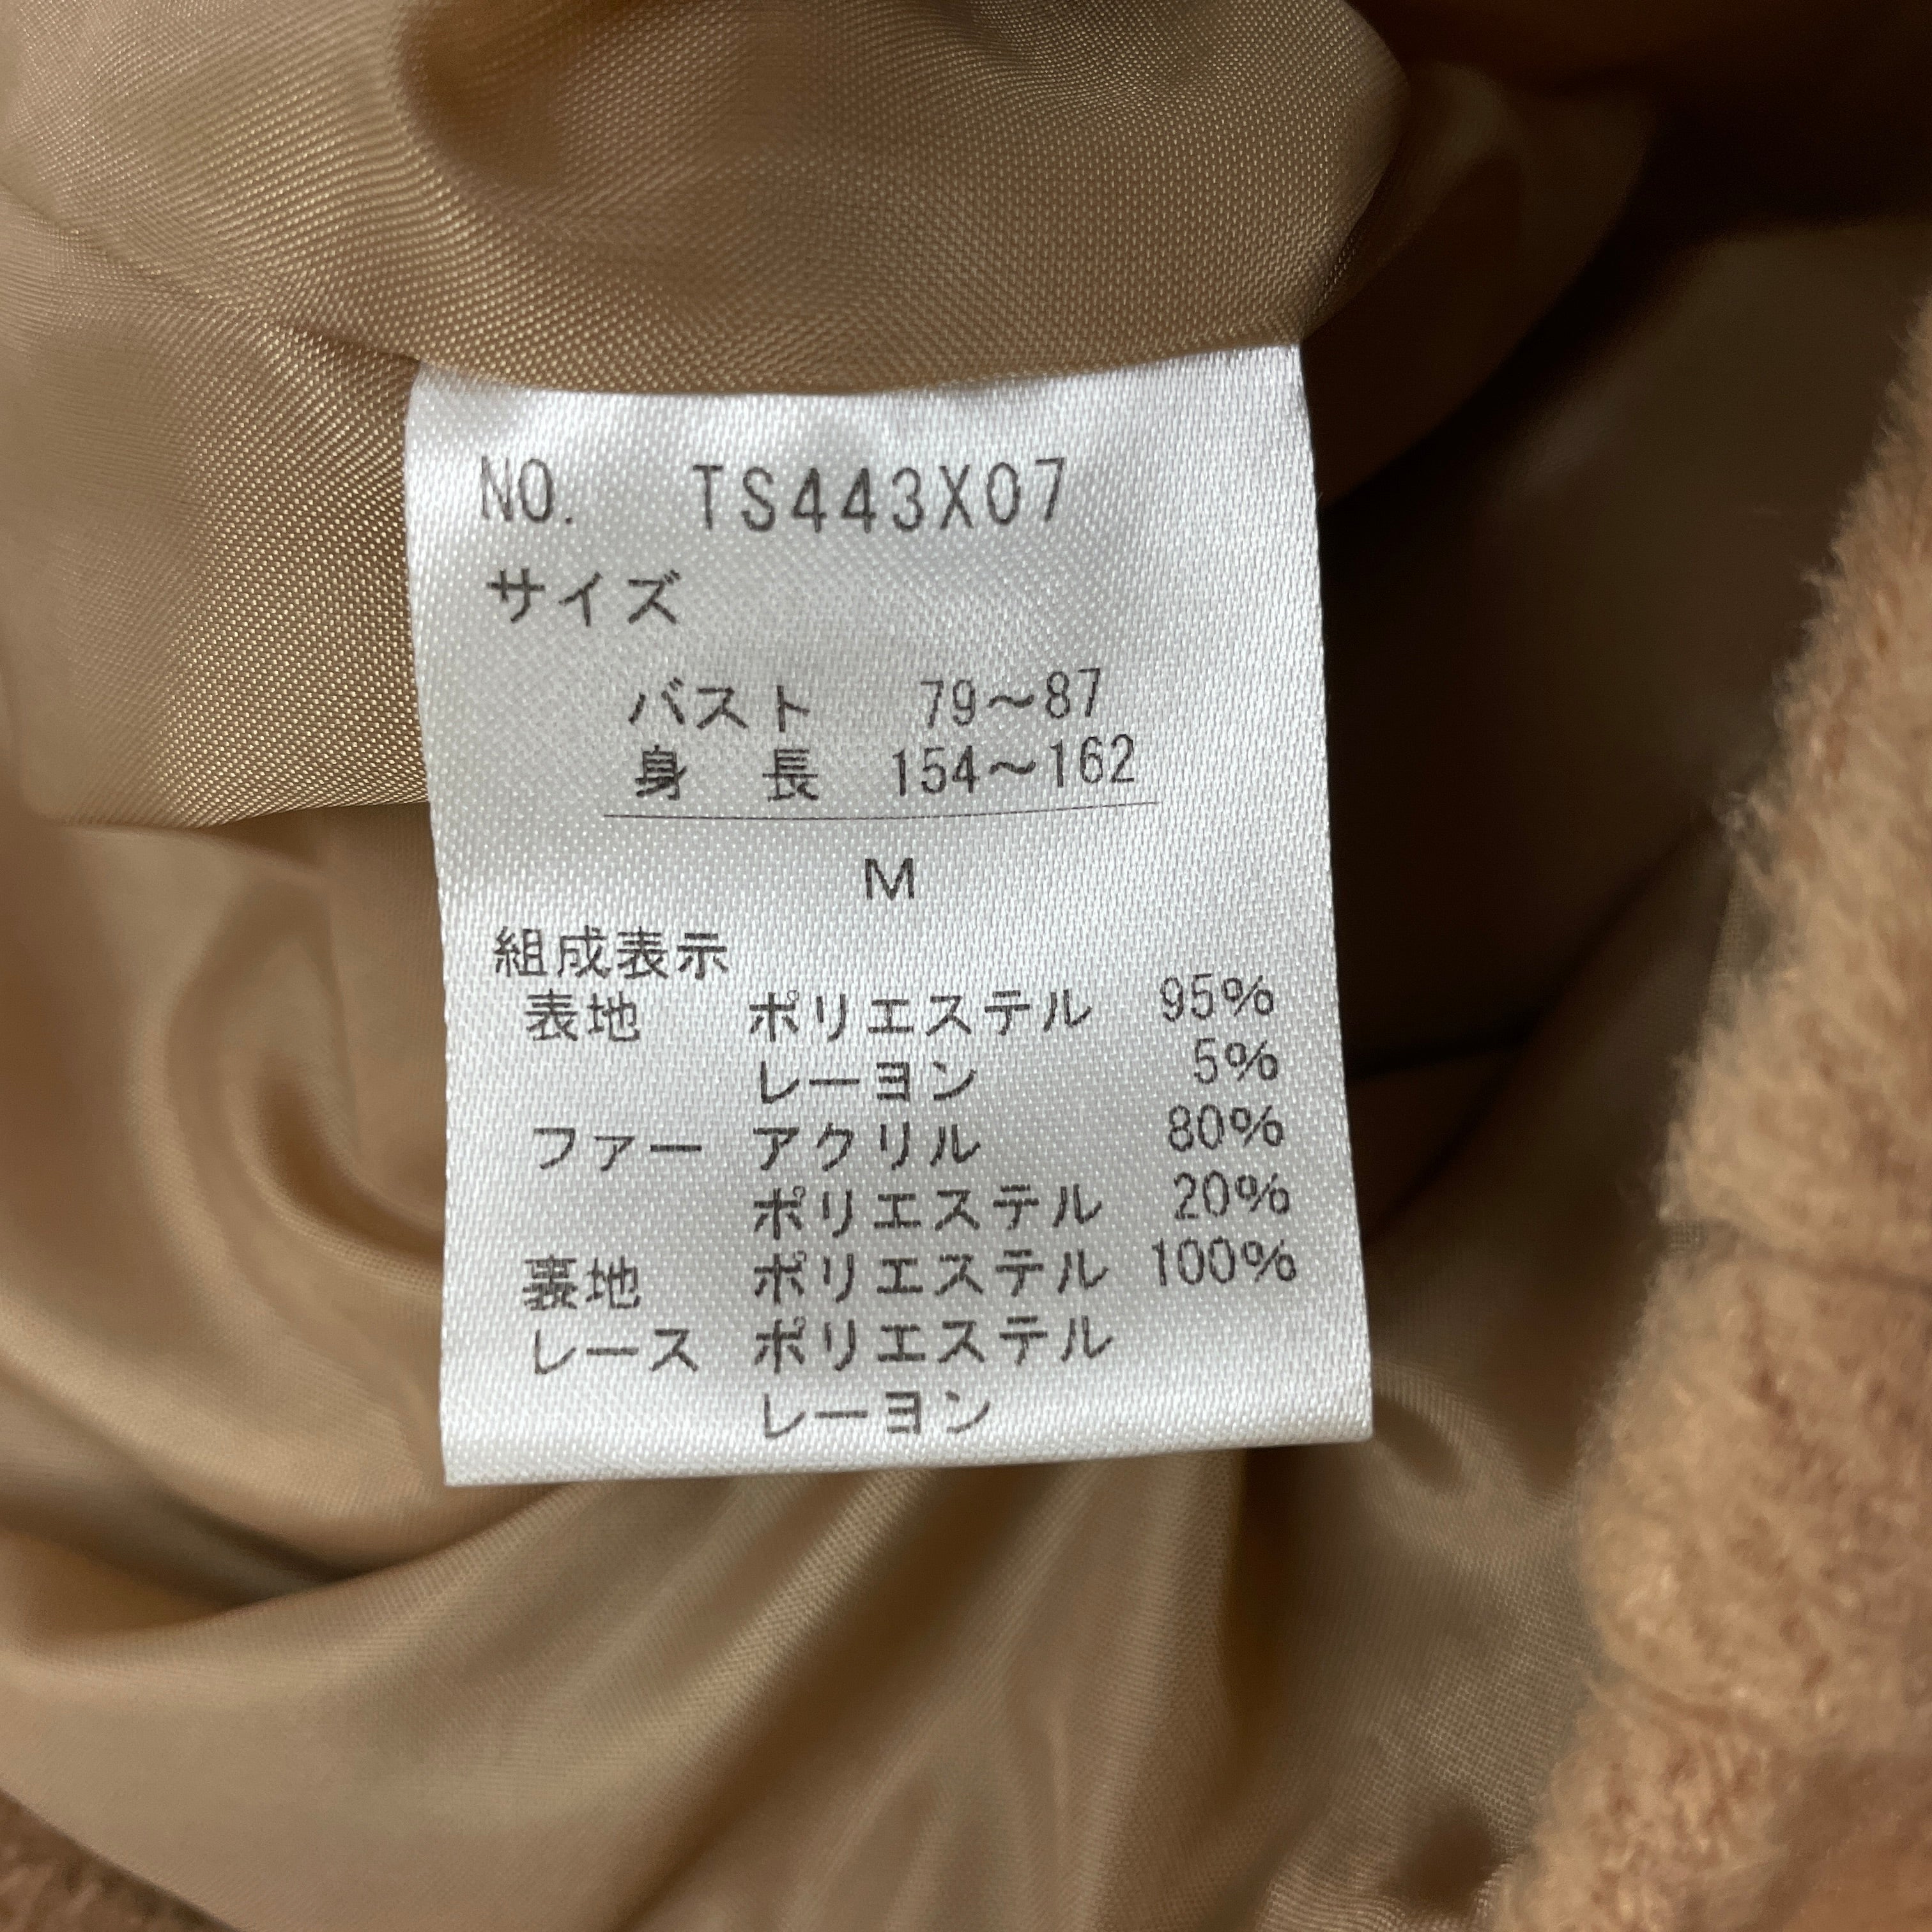 NO. TS443X07
サイズ
バスト 79〜87
身 長 154〜162
M
組成表示
表地 ポリエステル 95%
レーヨン 5%
ファー アクリル 80%
ポリエステル 20%
裏地 ポリエステル 100%
レース ポリエステル
レーヨン